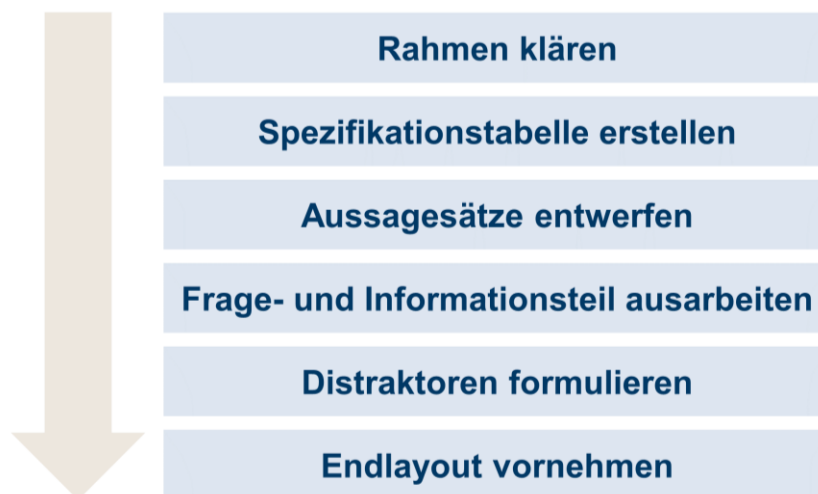 Rahmen klären
Spezifikationstabelle erstellen
Aussagesätze entwerfen
Frage- und Informationsteil ausarbeiten
Distraktoren formulieren
Endlayout vornehmen